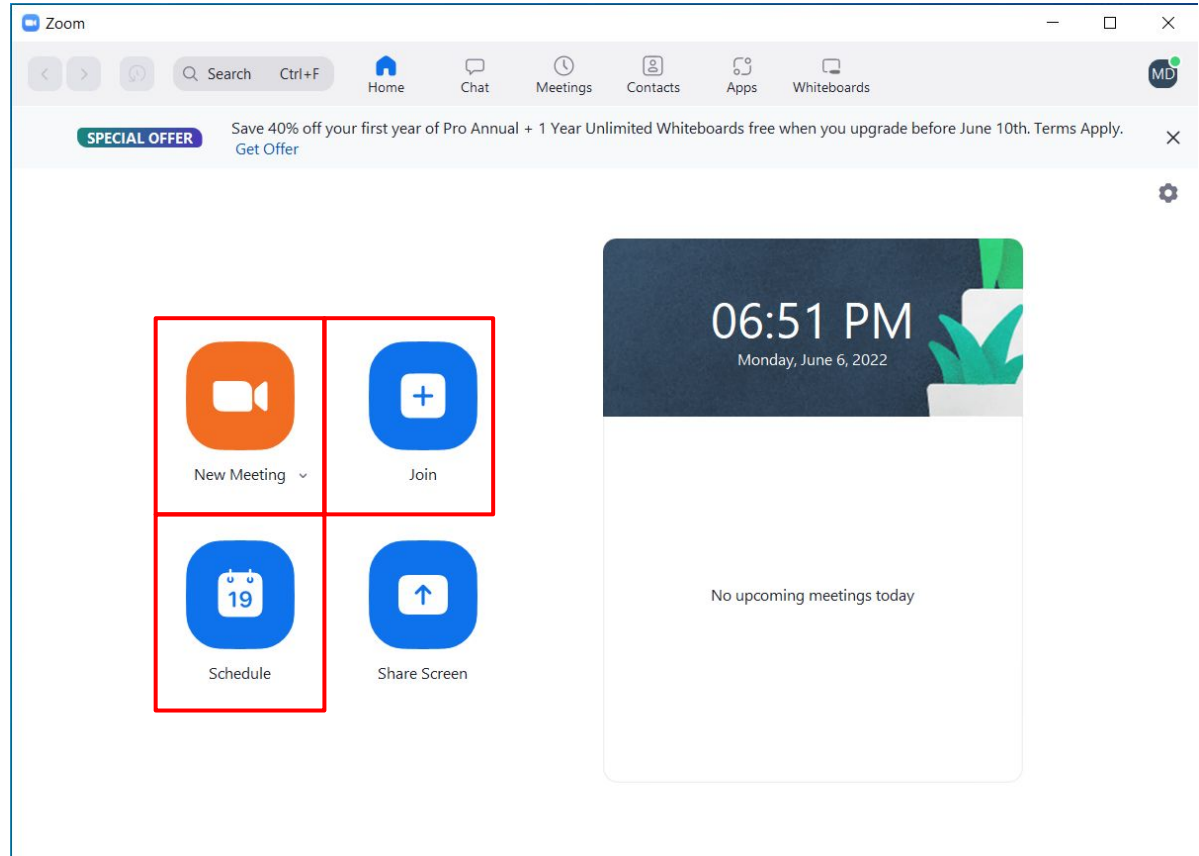 Zoom
Search Ctrl+F
Home
Chat
Meetings
Contacts
Apps
Whiteboards
MD
SPECIAL OFFER
Save 40% off your first year of Pro Annual + 1 Year Unlimited Whiteboards free when you upgrade before June 10th. Terms Apply.
Get Offer
06:51 PM
Monday, June 6, 2022
New Meeting
Join
19
Schedule
Share Screen
No upcoming meetings today